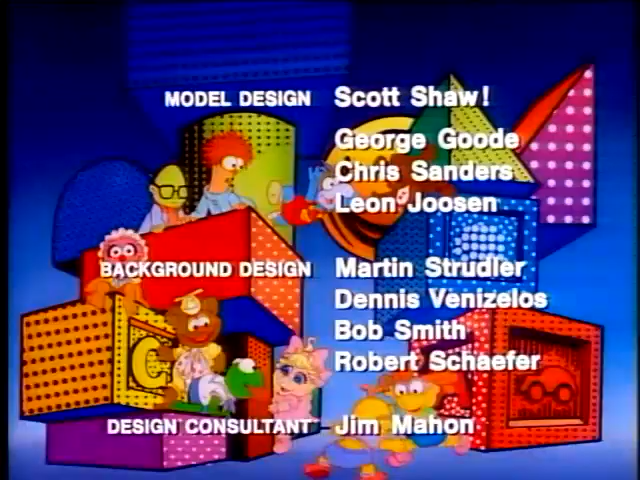 MODEL DESIGN Scott Shaw!
George Goode
Chris Sanders
Leon Joosen
BACKGROUND DESIGN Martin Strudler
Dennis Venizelos
Bob Smith
Robert Schaefer
DESIGN CONSULTANT Jim Mahon
G